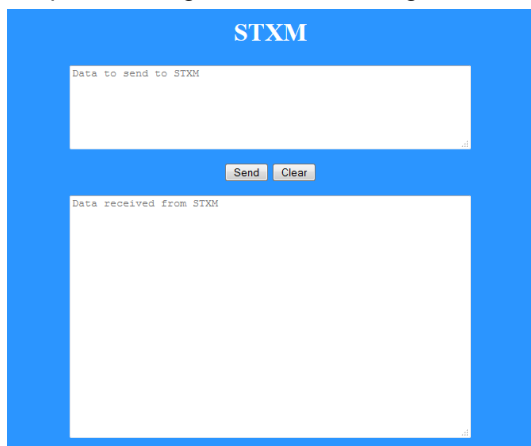 STXM
Data to send to STXM
Send Clear
Data received from STXM